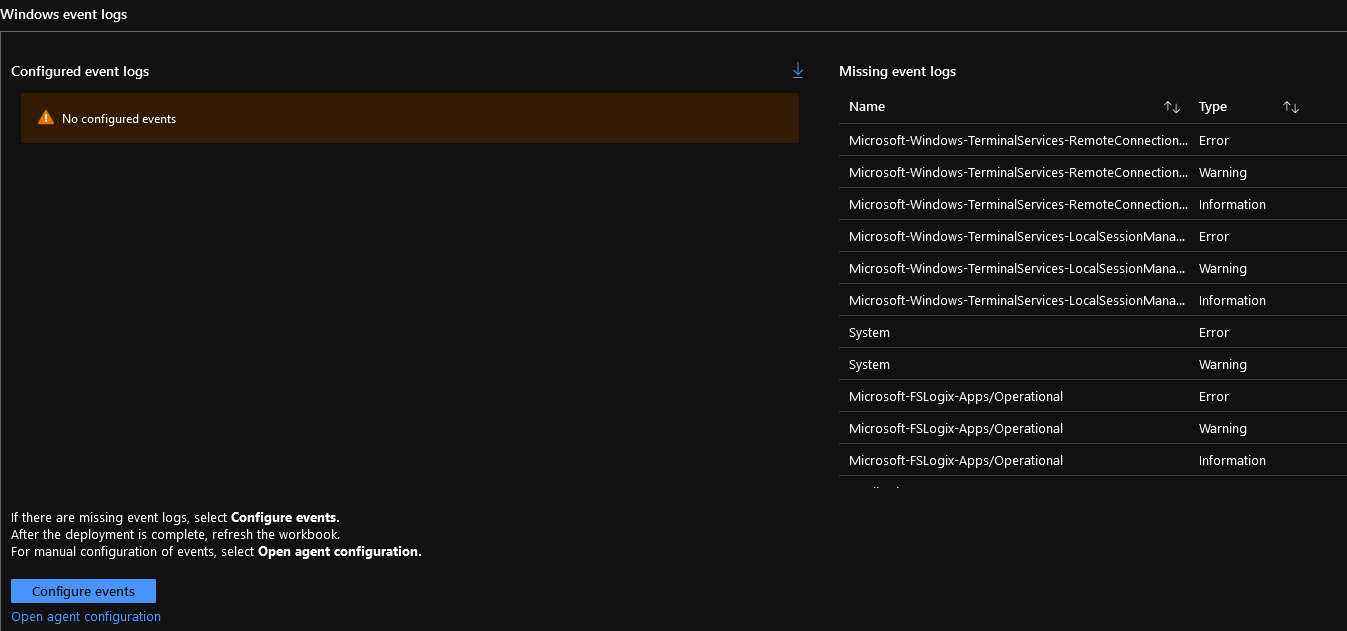 Windows event logs
Configured event logs
No configured events
Missing event logs
Name Type
Microsoft-Windows-TerminalServices-RemoteConnection... Error
Microsoft-Windows-TerminalServices-RemoteConnection... Warning
Microsoft-Windows-TerminalServices-RemoteConnection... Information
Microsoft-Windows-TerminalServices-LocalSessionMana... Error
Microsoft-Windows-TerminalServices-LocalSessionMana... Warning
Microsoft-Windows-TerminalServices-LocalSessionMana... Information
System Error
System Warning
Microsoft-FSLogix-Apps/Operational Error
Microsoft-FSLogix-Apps/Operational Warning
Microsoft-FSLogix-Apps/Operational Information
If there are missing event logs, select Configure events.
After the deployment is complete, refresh the workbook.
For manual configuration of events, select Open agent configuration.
Configure events
Open agent configuration